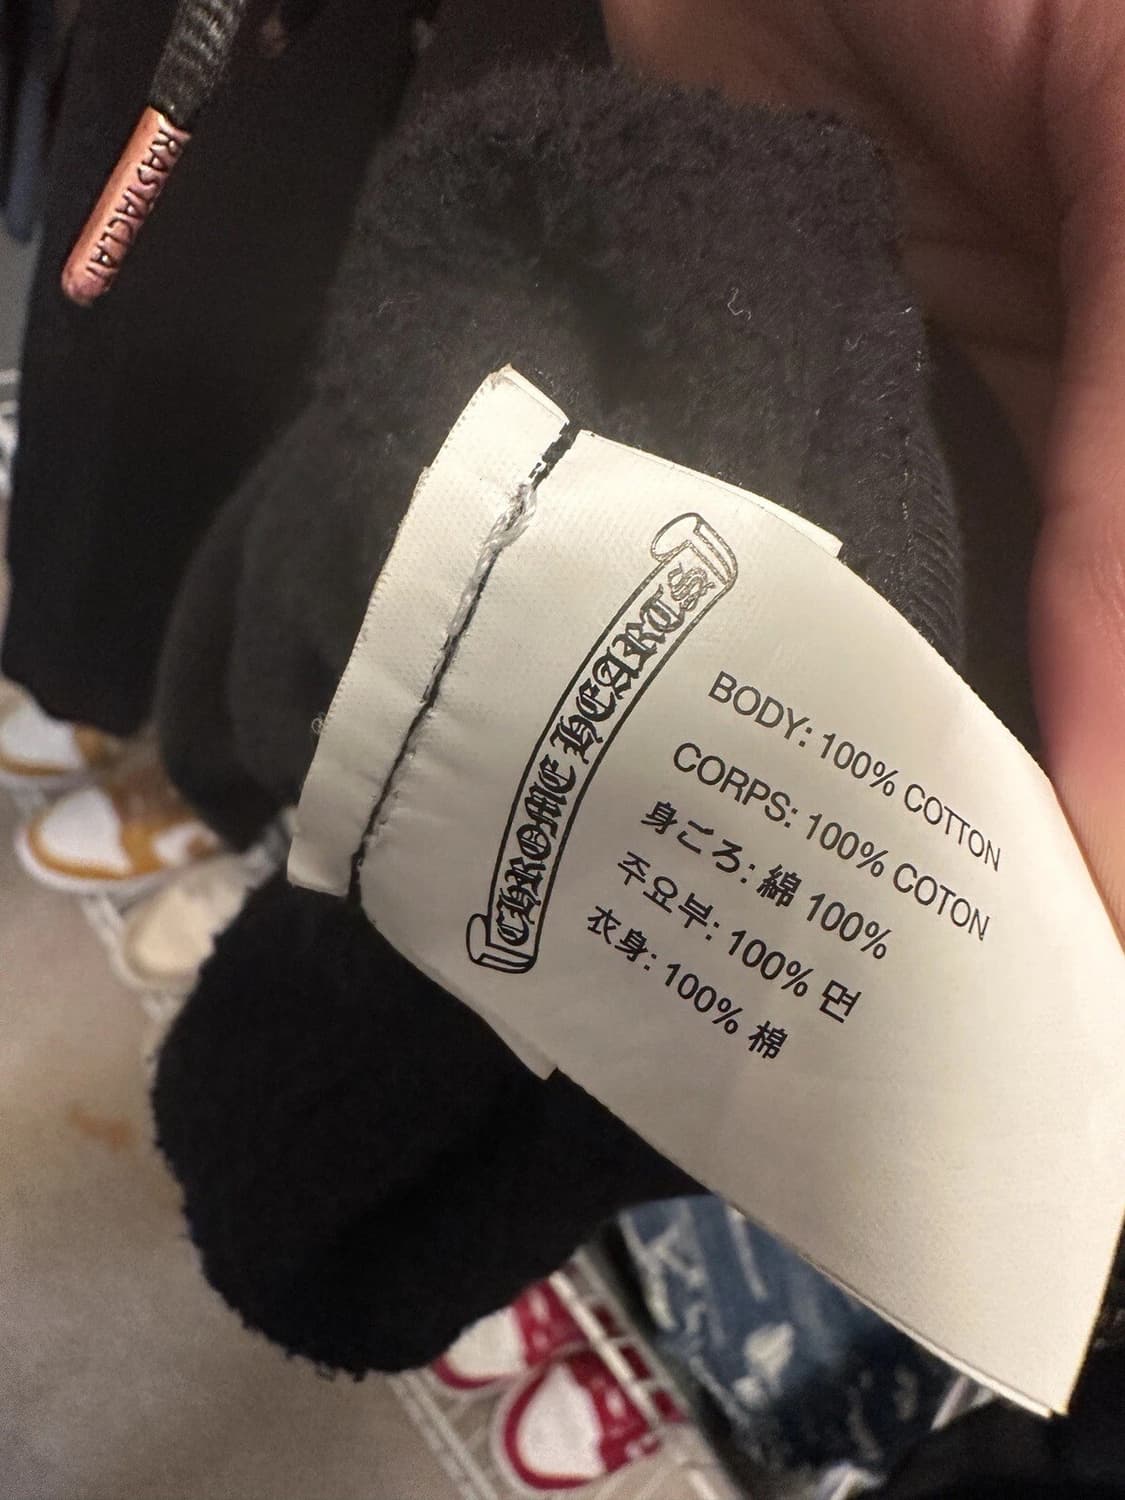 RASTACLAT
CHROME HEARTS
BODY: 100% COTTON
CORPS: 100% COTON
身ごろ: 綿 100%
주요부: 100% 면
衣身: 100% 棉